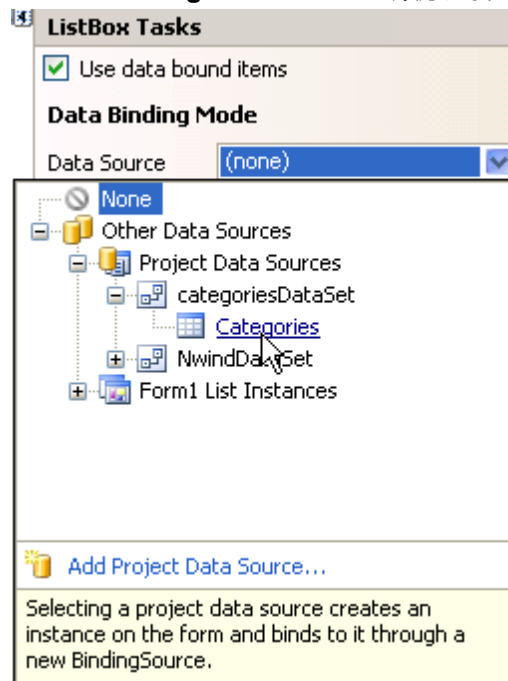 ListBox Tasks
Use data bound items
Data Binding Mode
Data Source (none)
None
Other Data Sources
Project Data Sources
categoriesDataSet
Categories
NwindDataSet
Form1 List Instances
Add Project Data Source...
Selecting a project data source creates an
instance on the form and binds to it through a
new BindingSource.